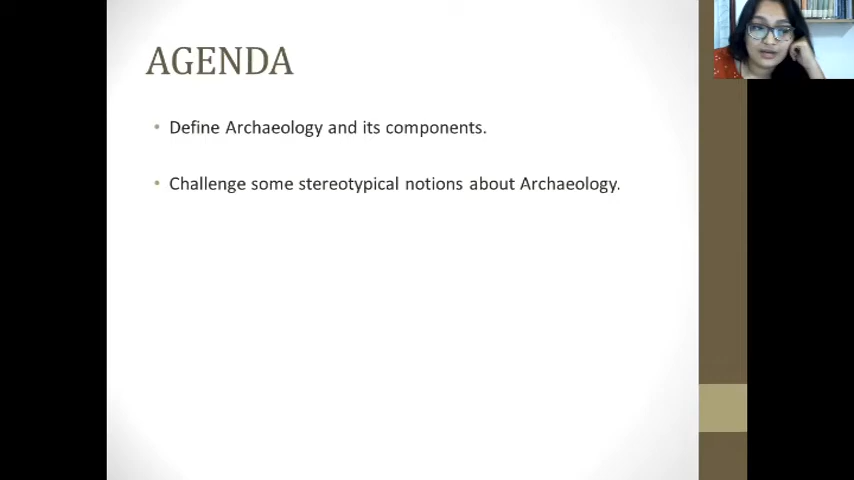 AGENDA
Define Archaeology and its components.
Challenge some stereotypical notions about Archaeology.